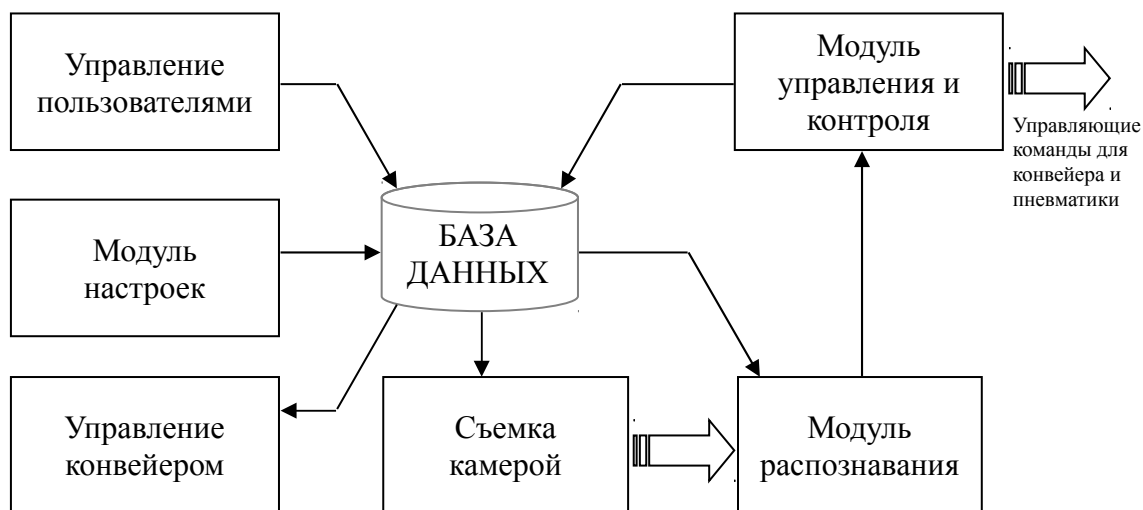 Управление
пользователями
Модуль
управления и
контроля
Управляющие
команды для
конвейера и
пневматики
Модуль
настроек
БАЗА
ДАННЫХ
Управление
конвейером
Съемка
камерой
Модуль
распознавания